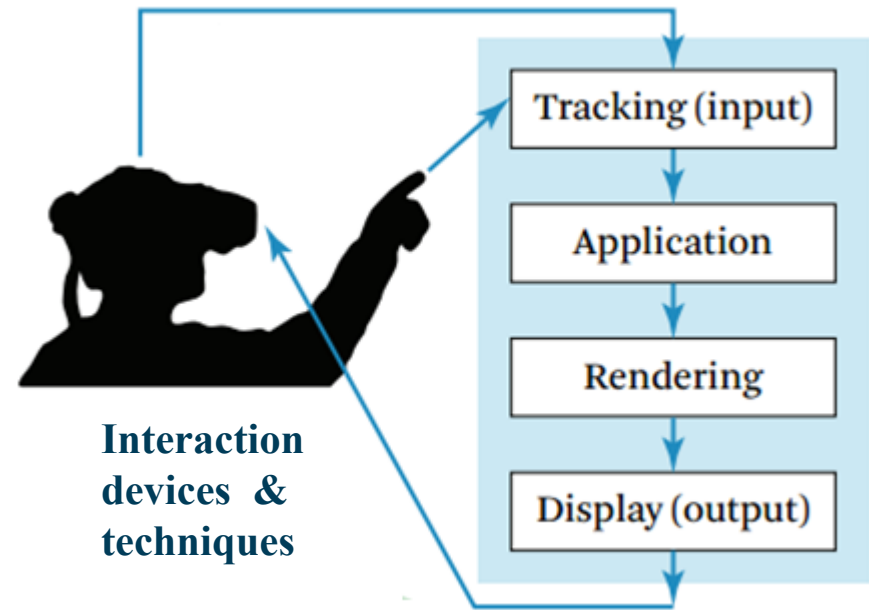 Tracking (input)
Application
Rendering
Display (output)
Interaction
devices & 
techniques